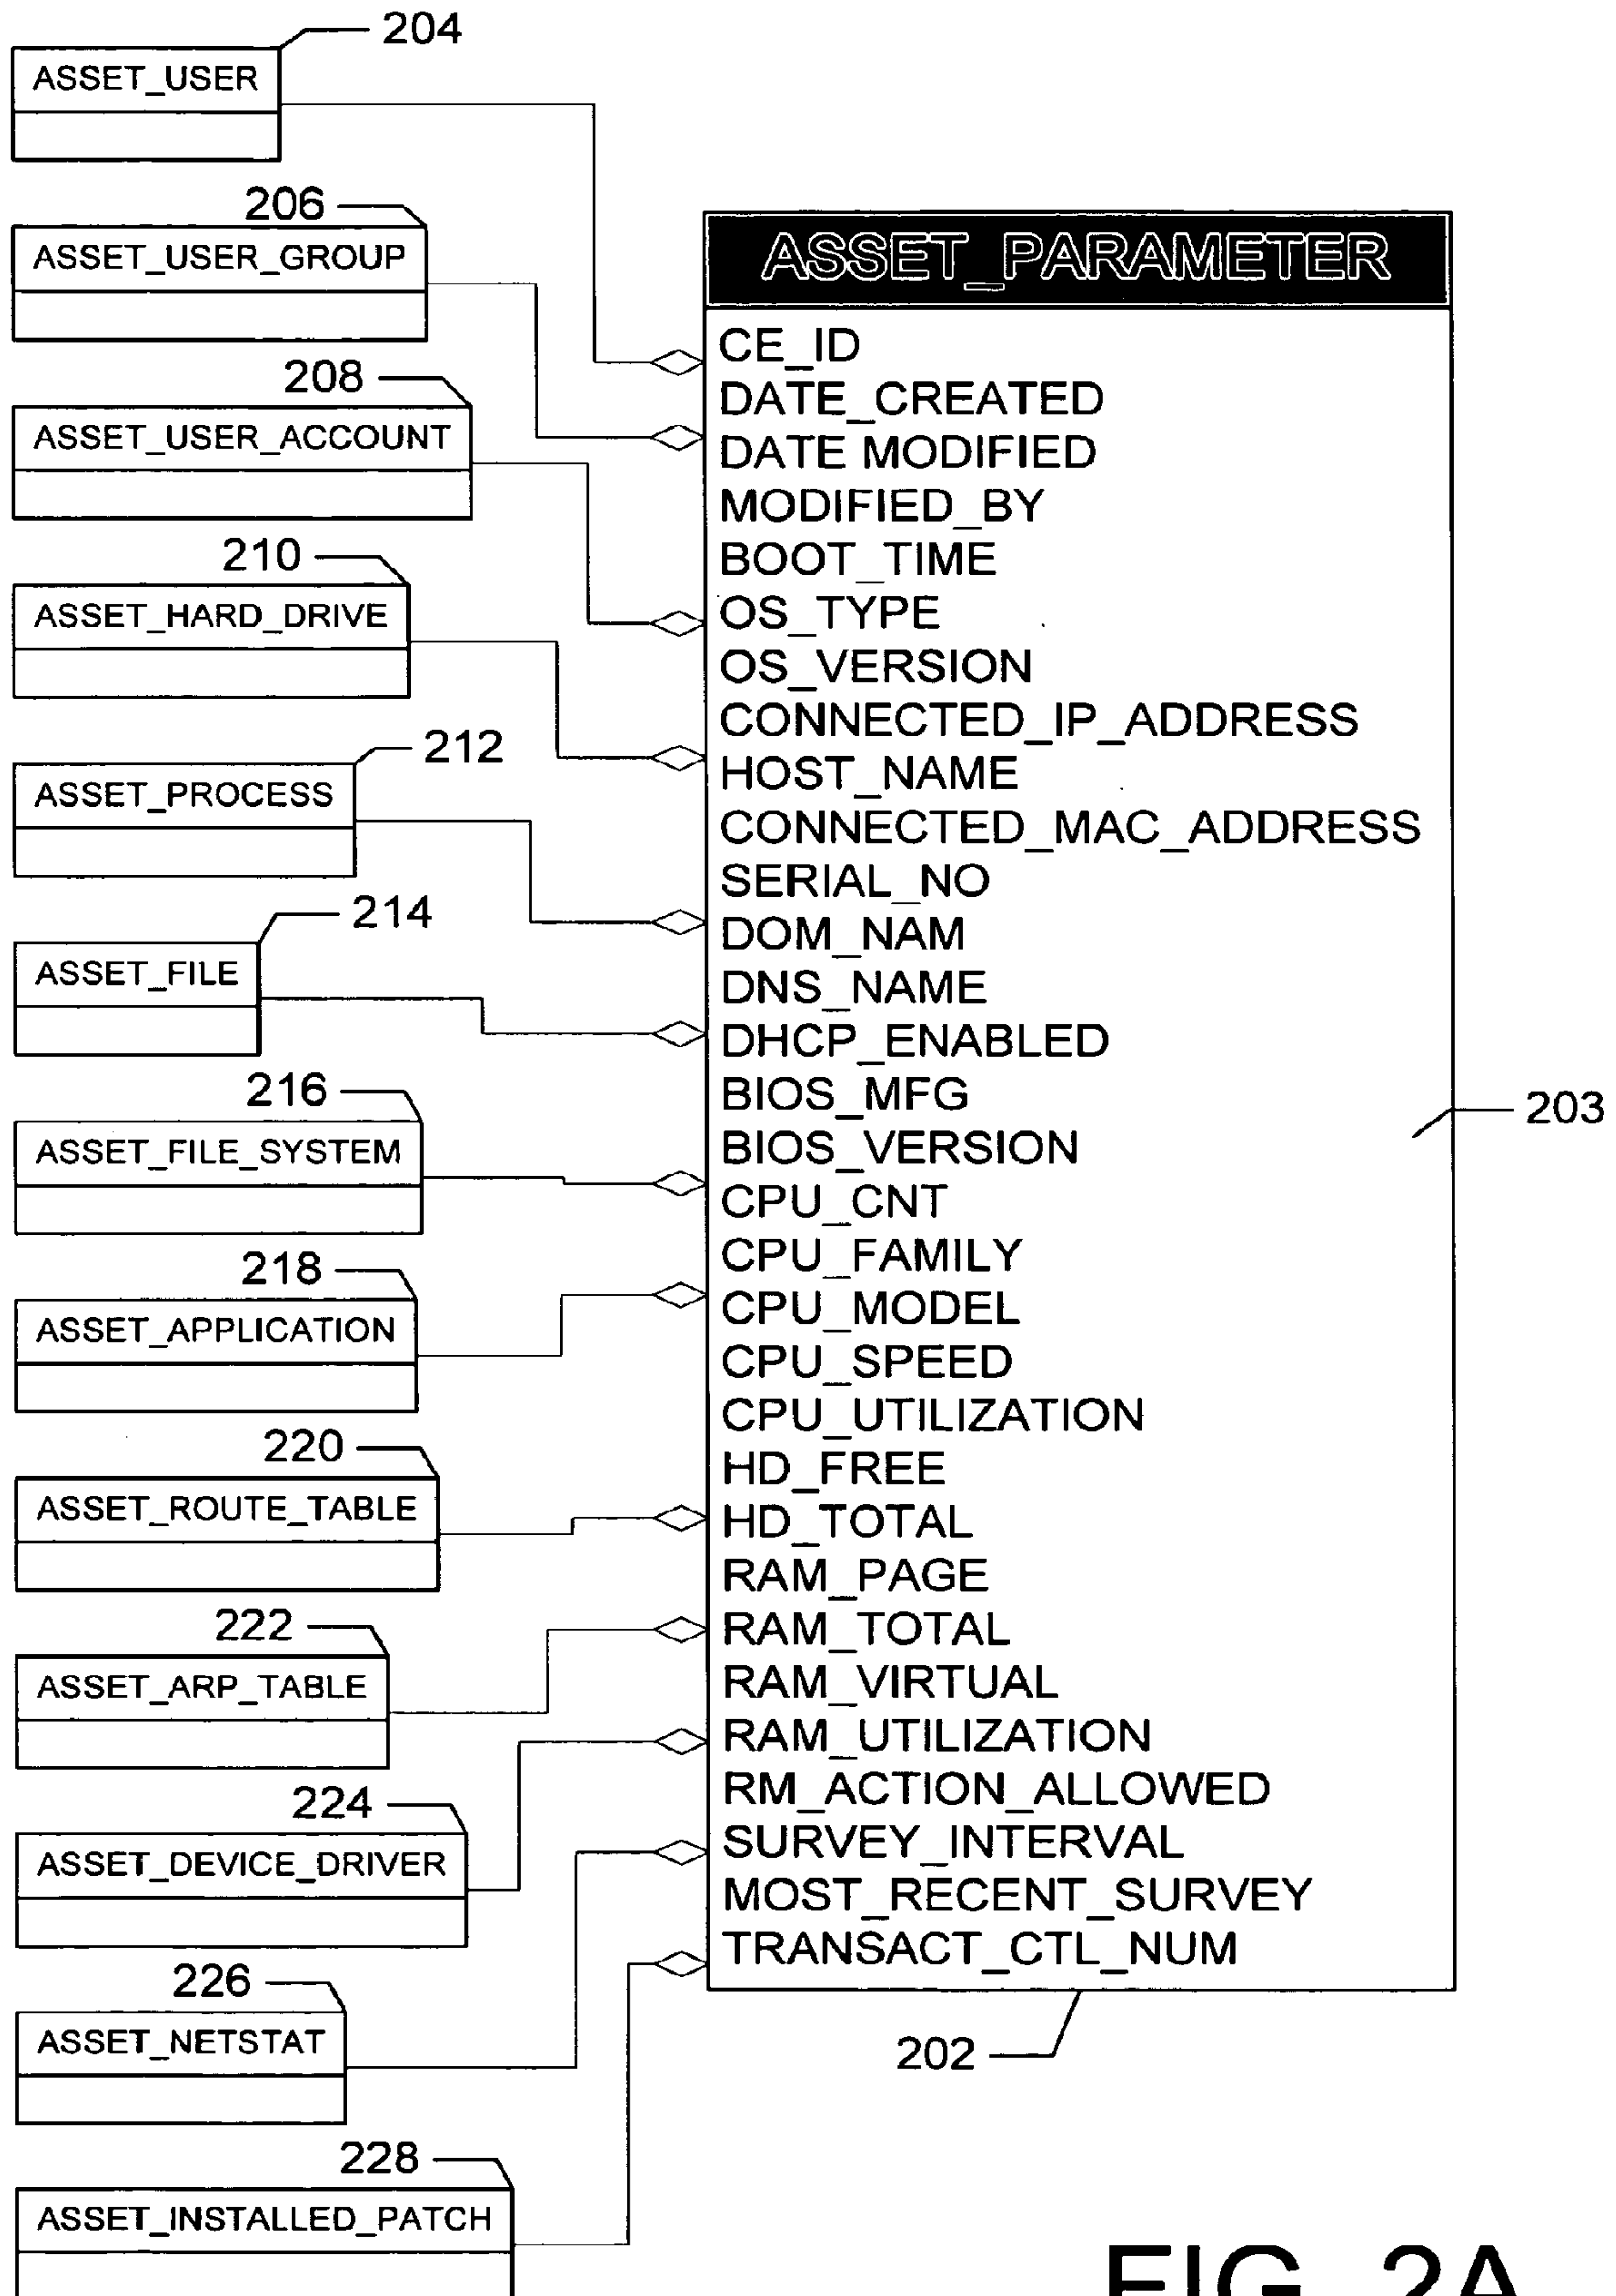 204
ASSET_USER
206
ASSET_USER_GROUP
208
ASSET_USER_ACCOUNT
210
ASSET_HARD_DRIVE
212
ASSET_PROCESS
214
ASSET_FILE
216
ASSET_FILE_SYSTEM
218
ASSET_APPLICATION
220
ASSET_ROUTE_TABLE
222
ASSET_ARP_TABLE
224
ASSET_DEVICE_DRIVER
226
ASSET_NETSTAT
228
ASSET_INSTALLED_PATCH
ASSET_PARAMETER
CE_ID
DATE_CREATED
DATE MODIFIED
MODIFIED_BY
BOOT_TIME
OS_TYPE
OS_VERSION
CONNECTED_IP_ADDRESS
HOST_NAME
CONNECTED_MAC_ADDRESS
SERIAL_NO
DOM_NAM
DNS_NAME
DHCP_ENABLED
BIOS_MFG
BIOS_VERSION
CPU_CNT
CPU_FAMILY
CPU_MODEL
CPU_SPEED
CPU_UTILIZATION
HD_FREE
HD_TOTAL
RAM_PAGE
RAM_TOTAL
RAM_VIRTUAL
RAM_UTILIZATION
RM_ACTION_ALLOWED
SURVEY_INTERVAL
MOST_RECENT_SURVEY
TRANSACT_CTL_NUM
203
202
FIG. 2A